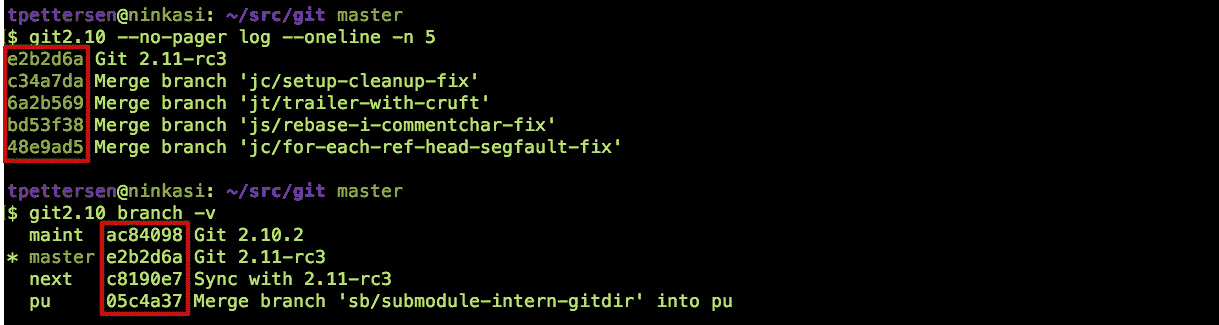 tpettersen@ninkasi: ~/src/git master
$ git2.10 --no-pager log --oneline -n 5
e2b2d6a Git 2.11-rc3
c34a7da Merge branch 'jc/setup-cleanup-fix'
6a2b569 Merge branch 'jt/trailer-with-cruft'
bd53f38 Merge branch 'js/rebase-i-commentchar-fix'
48e9ad5 Merge branch 'jc/for-each-ref-head-segfault-fix'
tpettersen@ninkasi: ~/src/git master
$ git2.10 branch -v
maint ac84098 Git 2.10.2
* master e2b2d6a Git 2.11-rc3
next c8190e7 Sync with 2.11-rc3
pu 05c4a37 Merge branch 'sb/submodule-intern-gitdir' into pu